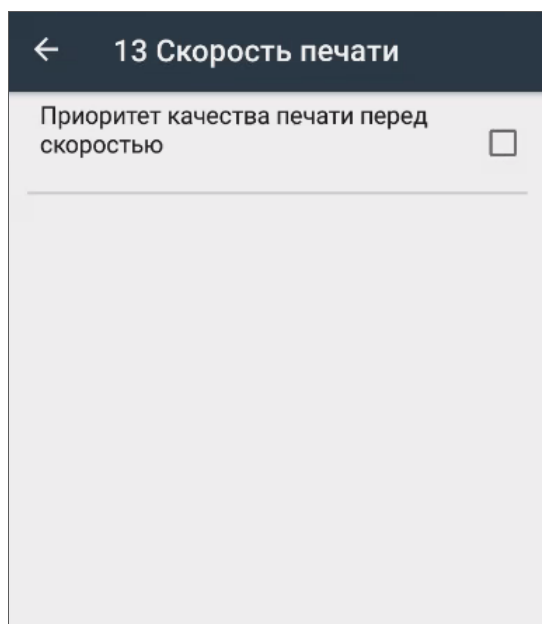 13 Скорость печати
Приоритет качества печати перед
скоростью